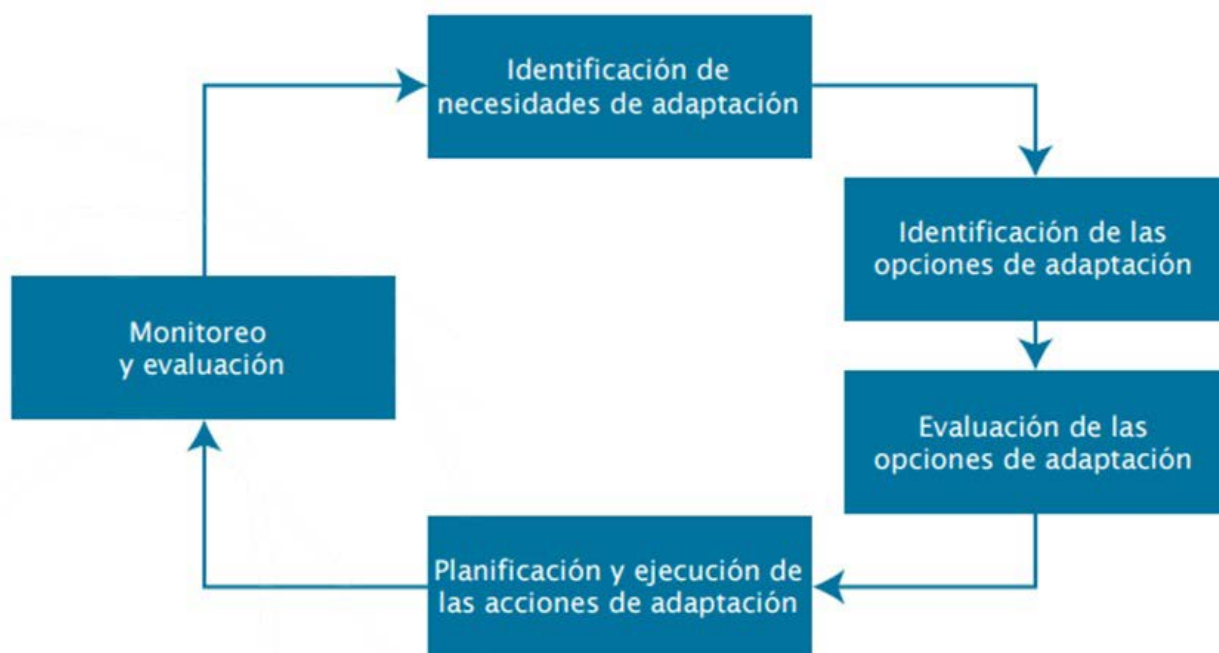 Identificación de
necesidades de adaptación
Identificación de las
opciones de adaptación
Evaluación de las
opciones de adaptación
Planificación y ejecución de
las acciones de adaptación
Monitoreo
y evaluación